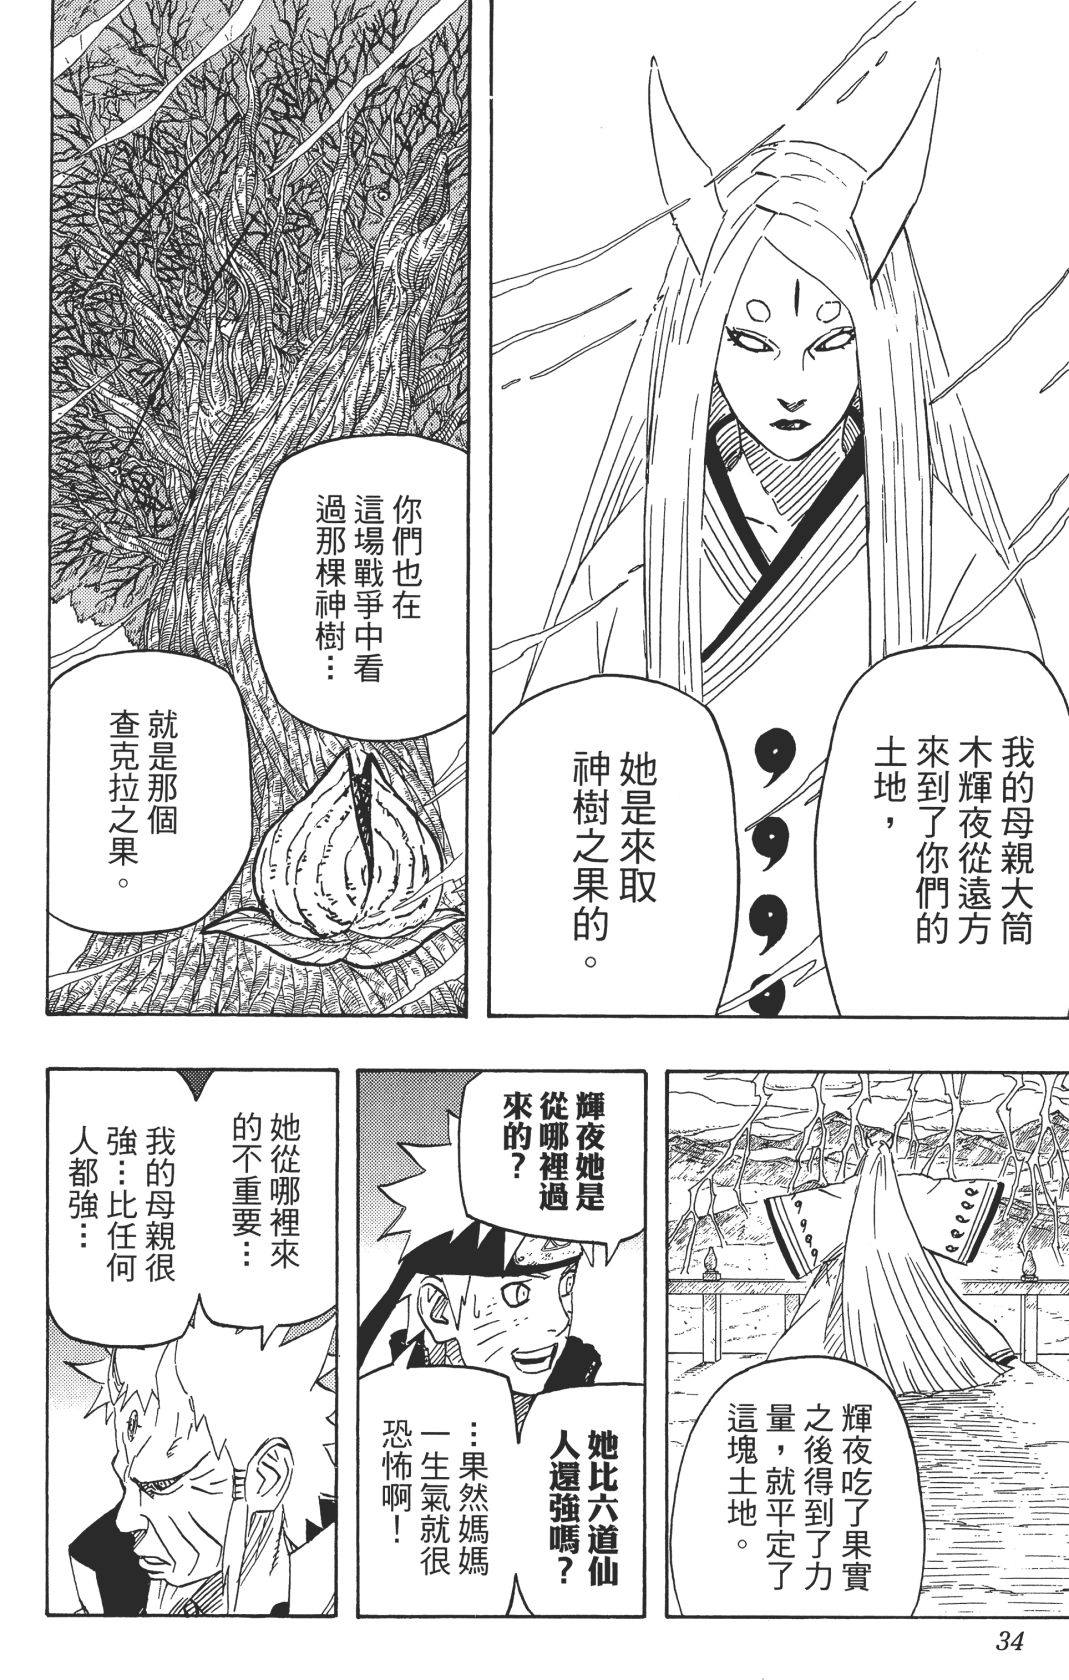 我的母親大筒
木輝夜從遠方
來到了你們的
土地，
她是來取
神樹之果的。
你們也在
這場戰爭中看
過那棵神樹…
就是那個
查克拉之果。
輝夜吃了果實
之後得到了力
量，就平定了
這塊土地。
輝夜她是
從哪裡過
來的？
她比六道仙
人還強嗎？
…果然媽媽
一生氣就很
恐怖啊！
她從哪裡來
的不重要…
我的母親很
強…比任何
人都強…
34